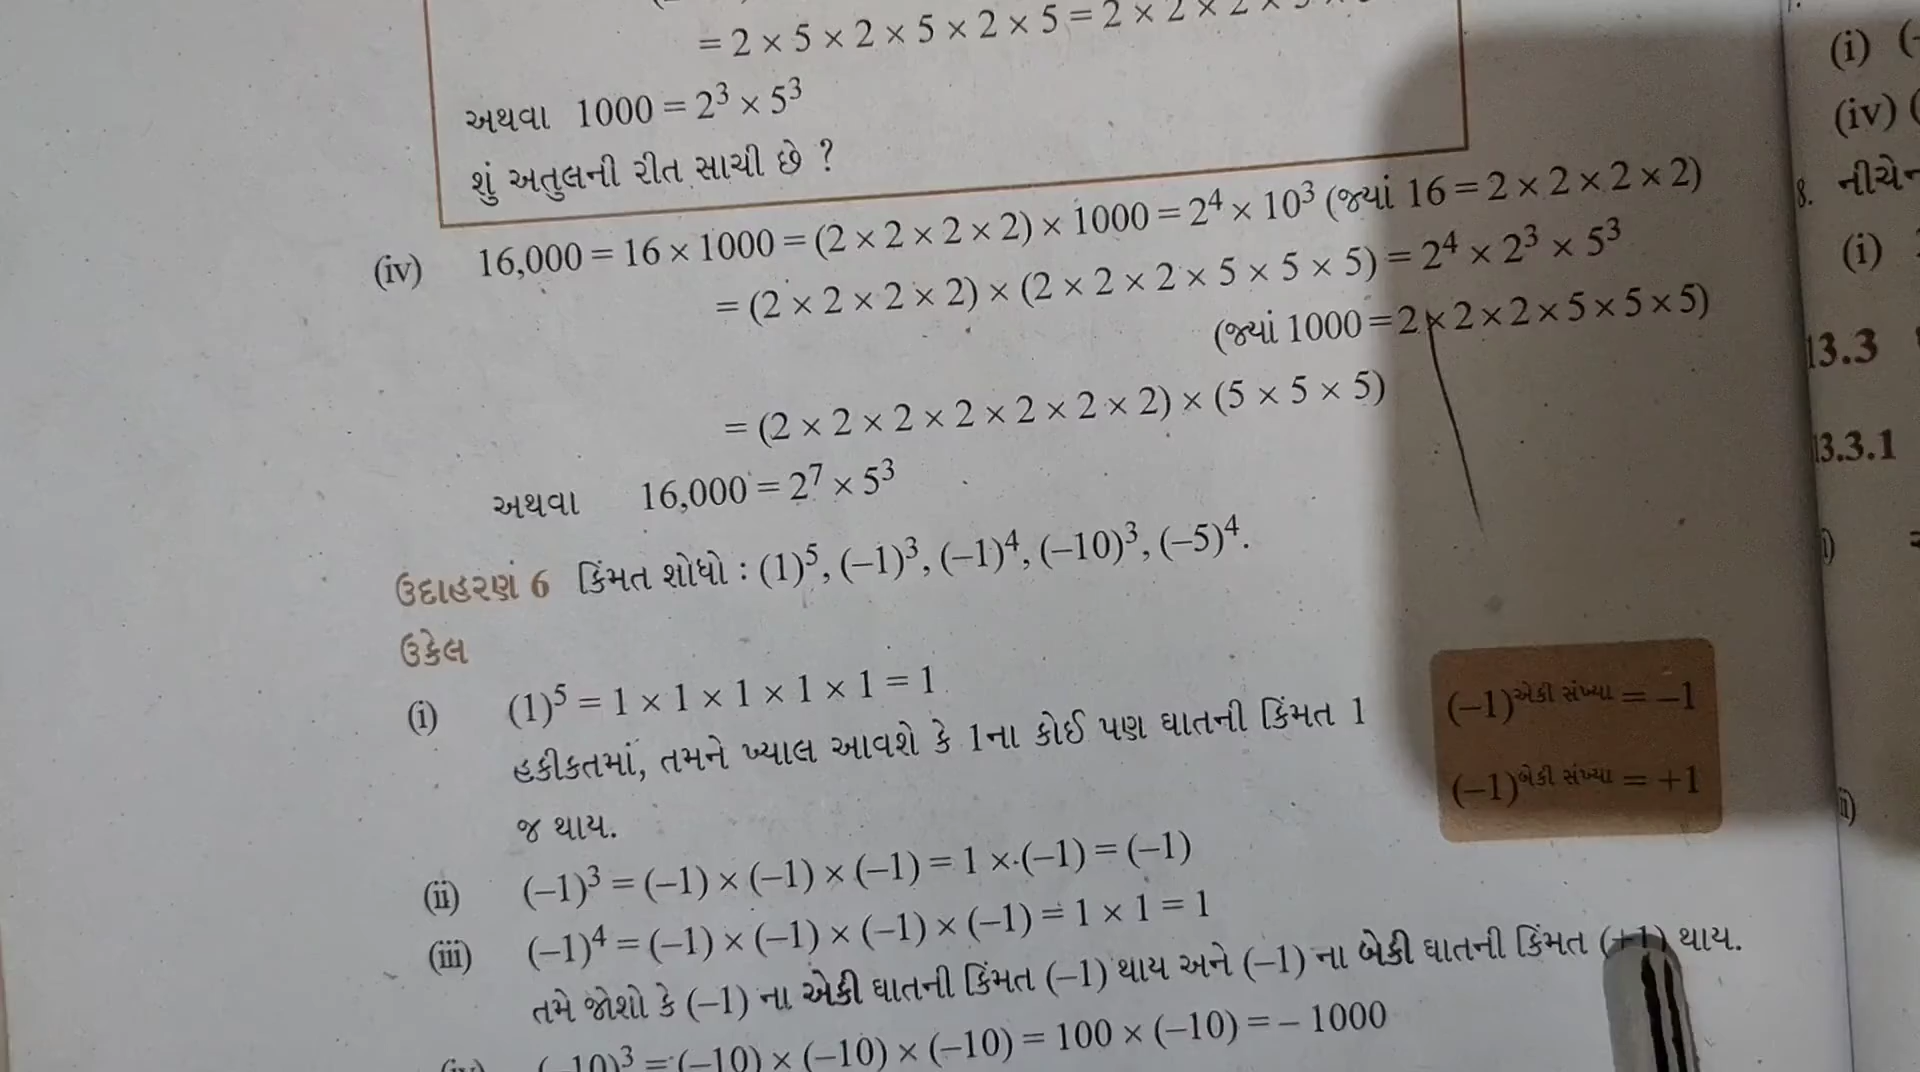 = 2 × 5 × 2 × 5 × 2 × 5 = 2 × 2 × 2 ×
અથવા 1000 = 2³ × 5³
શું અતુલની રીત સાચી છે ?
(iv) 16,000 = 16 × 1000 = (2 × 2 × 2 × 2) × 1000 = 2⁴ × 10³ (જ્યાં 16 = 2 × 2 × 2 × 2)
= (2 × 2 × 2 × 2) × (2 × 2 × 2 × 5 × 5 × 5) = 2⁴ × 2³ × 5³
(જ્યાં 1000 = 2 × 2 × 2 × 5 × 5 × 5)
= (2 × 2 × 2 × 2 × 2 × 2 × 2) × (5 × 5 × 5)
અથવા 16,000 = 2⁷ × 5³
ઉદાહરણ 6 કિંમત શોધો : (1)⁵, (–1)³, (–1)⁴, (–10)³, (–5)⁴.
ઉકેલ
(i) (1)⁵ = 1 × 1 × 1 × 1 × 1 = 1
હકીકતમાં, તમને ખ્યાલ આવશે કે 1ના કોઈ પણ ઘાતની કિંમત 1
જ થાય.
(–1)એકી સંખ્યા = –1
(–1)બેકી સંખ્યા = +1
(ii) (–1)³ = (–1) × (–1) × (–1) = 1 × (–1) = (–1)
(iii) (–1)⁴ = (–1) × (–1) × (–1) × (–1) = 1 × 1 = 1
તમે જોશો કે (–1) ના એકી ઘાતની કિંમત (–1) થાય અને (–1) ના બેકી ઘાતની કિંમત (+1) થાય.
(iv) (–10)³ = (–10) × (–10) × (–10) = 100 × (–10) = – 1000
(i) (
(iv) (
8.
(i)
13.3
13.3.1
i)
ii)